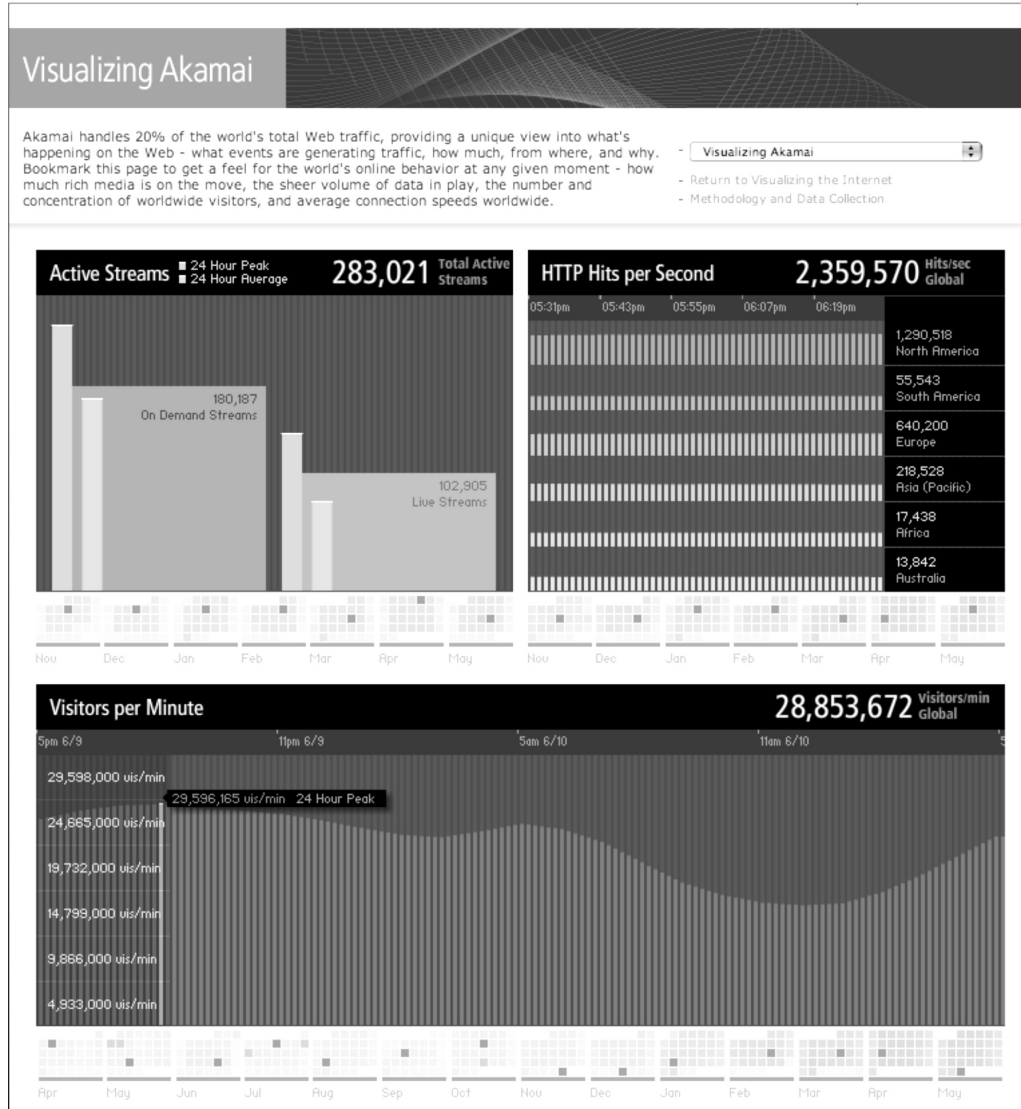 Visualizing Akamai
Akamai handles 20% of the world's total Web traffic, providing a unique view into what's
happening on the Web - what events are generating traffic, how much, from where, and why.
Bookmark this page to get a feel for the world's online behavior at any given moment - how
much rich media is on the move, the sheer volume of data in play, the number and
concentration of worldwide visitors, and average connection speeds worldwide.
- Visualizing Akamai
- Return to Visualizing the Internet
- Methodology and Data Collection
Active Streams
24 Hour Peak
24 Hour Average
283,021 Total Active Streams
180,187
On Demand Streams
102,905
Live Streams
Nov Dec Jan Feb Mar Apr May
HTTP Hits per Second
2,359,570 Hits/sec Global
05:31pm 05:43pm 05:55pm 06:07pm 06:19pm
1,290,518
North America
55,543
South America
640,200
Europe
218,528
Asia (Pacific)
17,438
Africa
13,842
Australia
Nov Dec Jan Feb Mar Apr May
Visitors per Minute
28,853,672 Visitors/min Global
5pm 6/9 11pm 6/9 5am 6/10 11am 6/10 5
29,598,000 vis/min
29,596,165 vis/min 24 Hour Peak
24,665,000 vis/min
19,732,000 vis/min
14,799,000 vis/min
9,866,000 vis/min
4,933,000 vis/min
Apr May Jun Jul Aug Sep Oct Nov Dec Jan Feb Mar Apr May